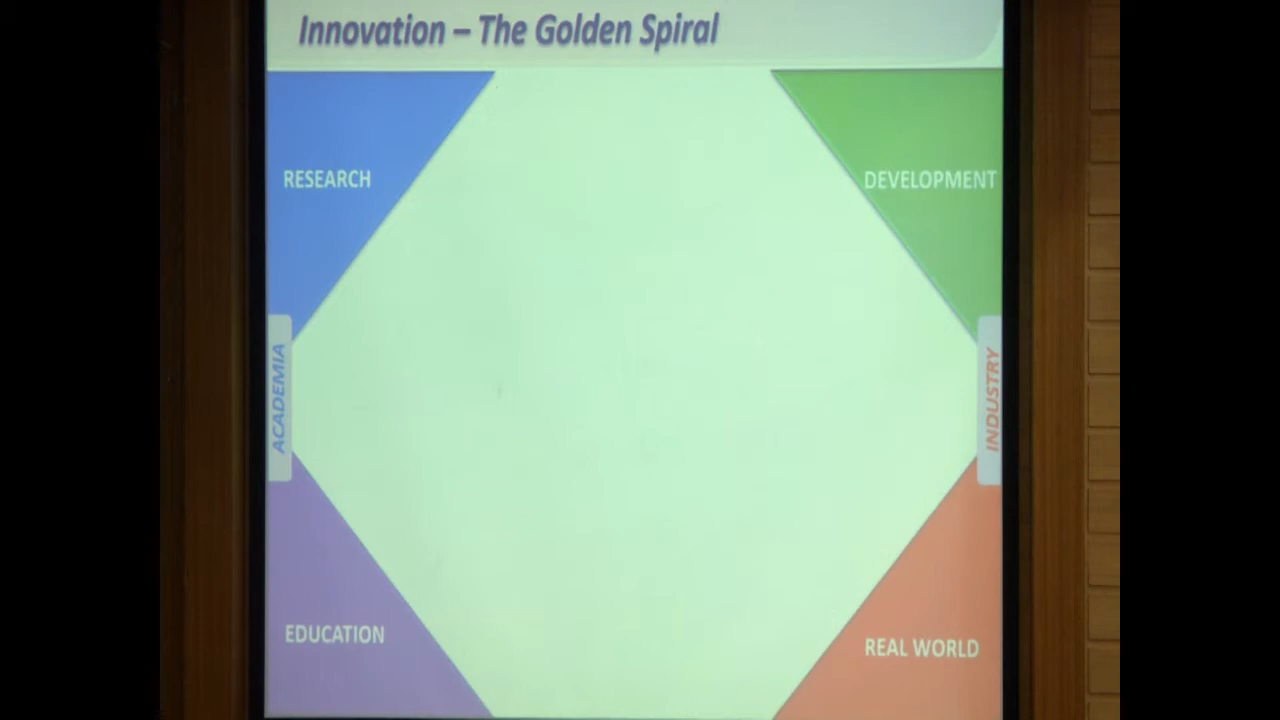 Innovation – The Golden Spiral
RESEARCH
DEVELOPMENT
ACADEMIA
INDUSTRY
EDUCATION
REAL WORLD